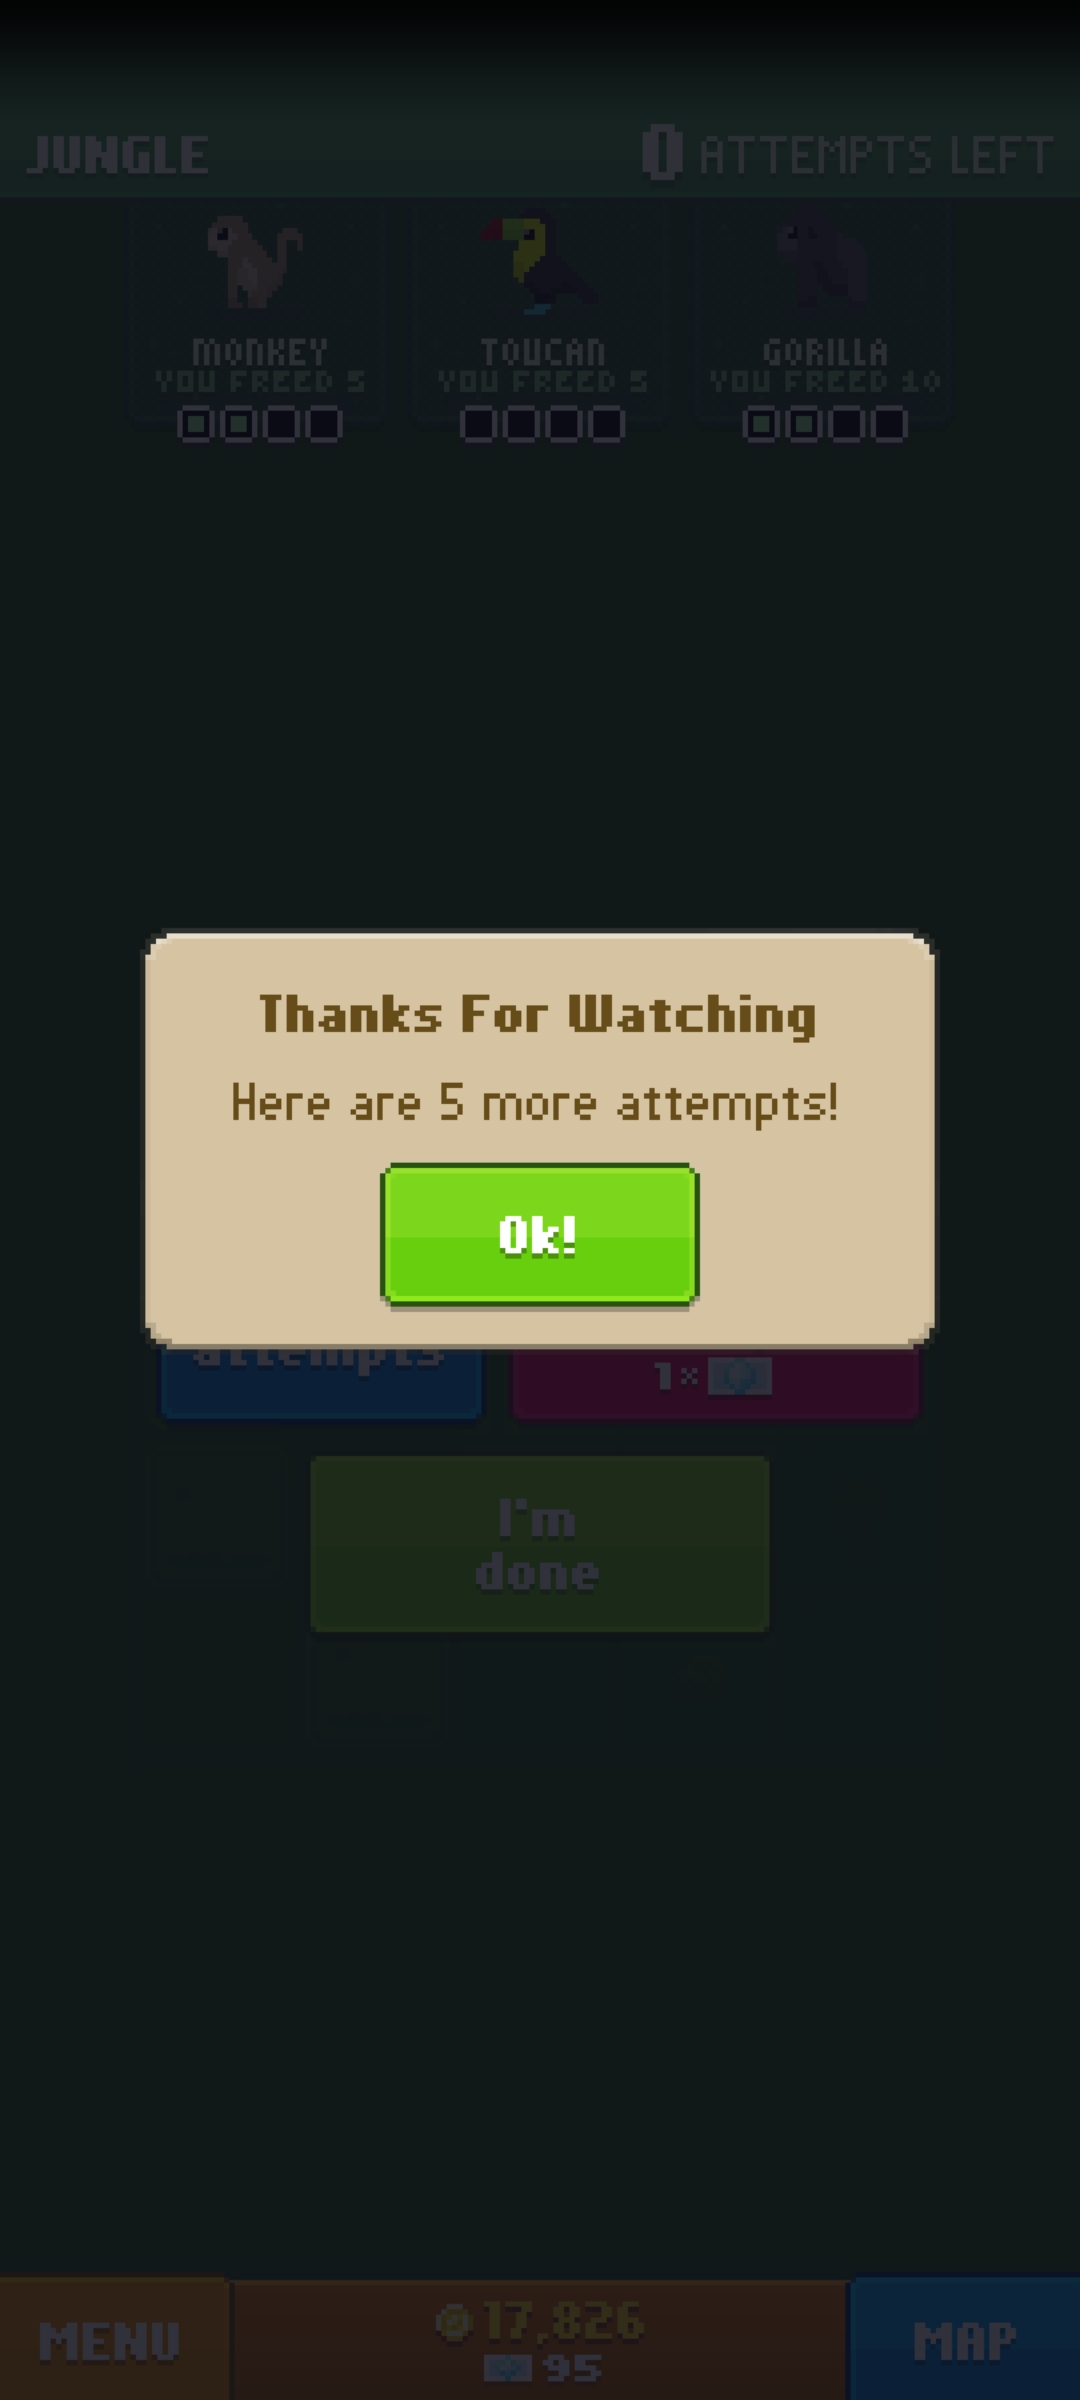 JUNGLE
0 ATTEMPTS LEFT
MONKEY
YOU FREED 5
TOUCAN
YOU FREED 5
GORILLA
YOU FREED 10
Thanks For Watching
Here are 5 more attempts!
Ok!
attempts
1×
I'm
done
MENU
17,826
95
MAP